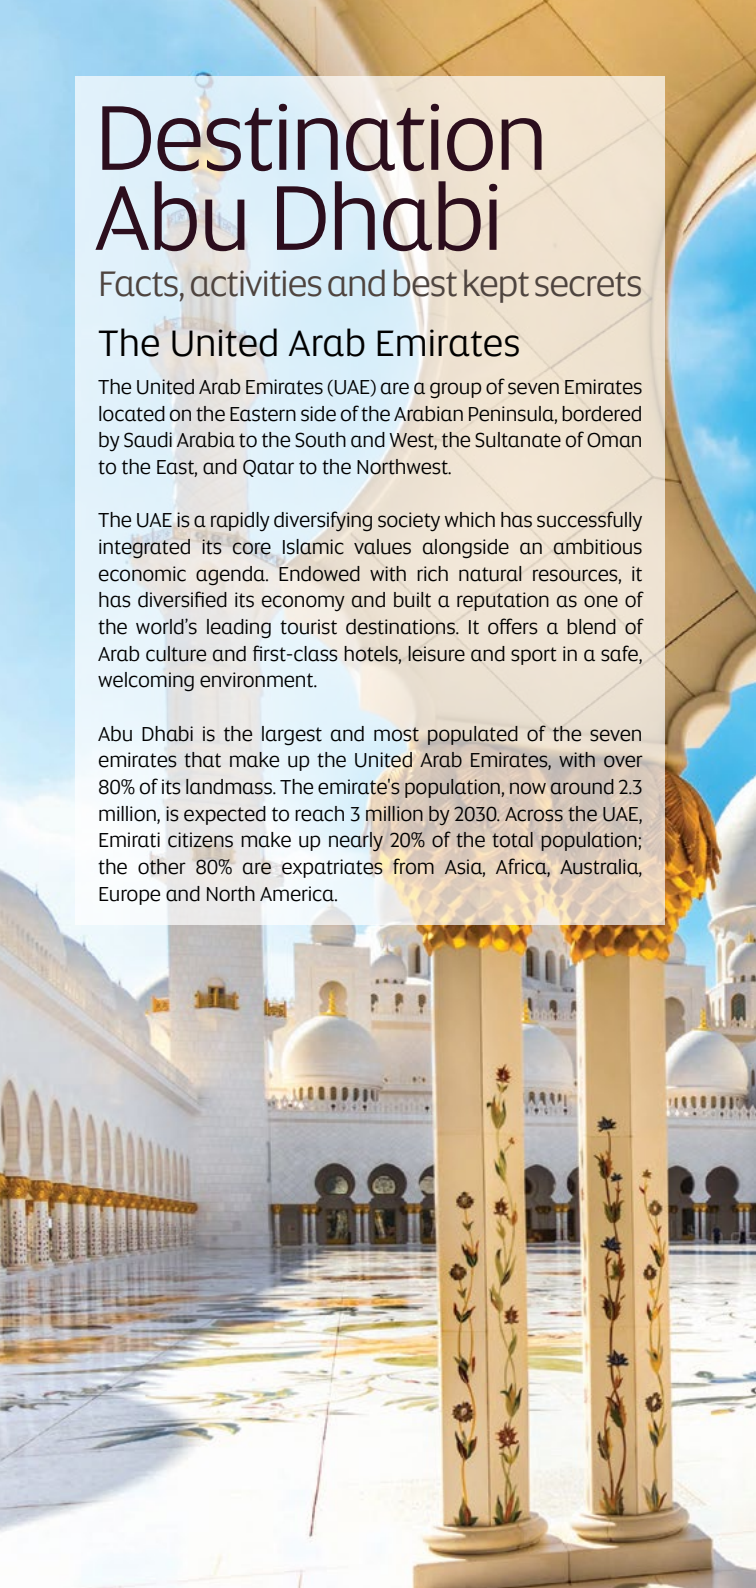 Destination
Abu Dhabi
Facts, activities and best kept secrets
The United Arab Emirates
The United Arab Emirates (UAE) are a group of seven Emirates
located on the Eastern side of the Arabian Peninsula, bordered
by Saudi Arabia to the South and West, the Sultanate of Oman
to the East, and Qatar to the Northwest.
The UAE is a rapidly diversifying society which has successfully
integrated its core Islamic values alongside an ambitious
economic agenda. Endowed with rich natural resources, it
has diversified its economy and built a reputation as one of
the world’s leading tourist destinations. It offers a blend of
Arab culture and first-class hotels, leisure and sport in a safe,
welcoming environment.
Abu Dhabi is the largest and most populated of the seven
emirates that make up the United Arab Emirates, with over
80% of its landmass. The emirate’s population, now around 2.3
million, is expected to reach 3 million by 2030. Across the UAE,
Emirati citizens make up nearly 20% of the total population;
the other 80% are expatriates from Asia, Africa, Australia,
Europe and North America.